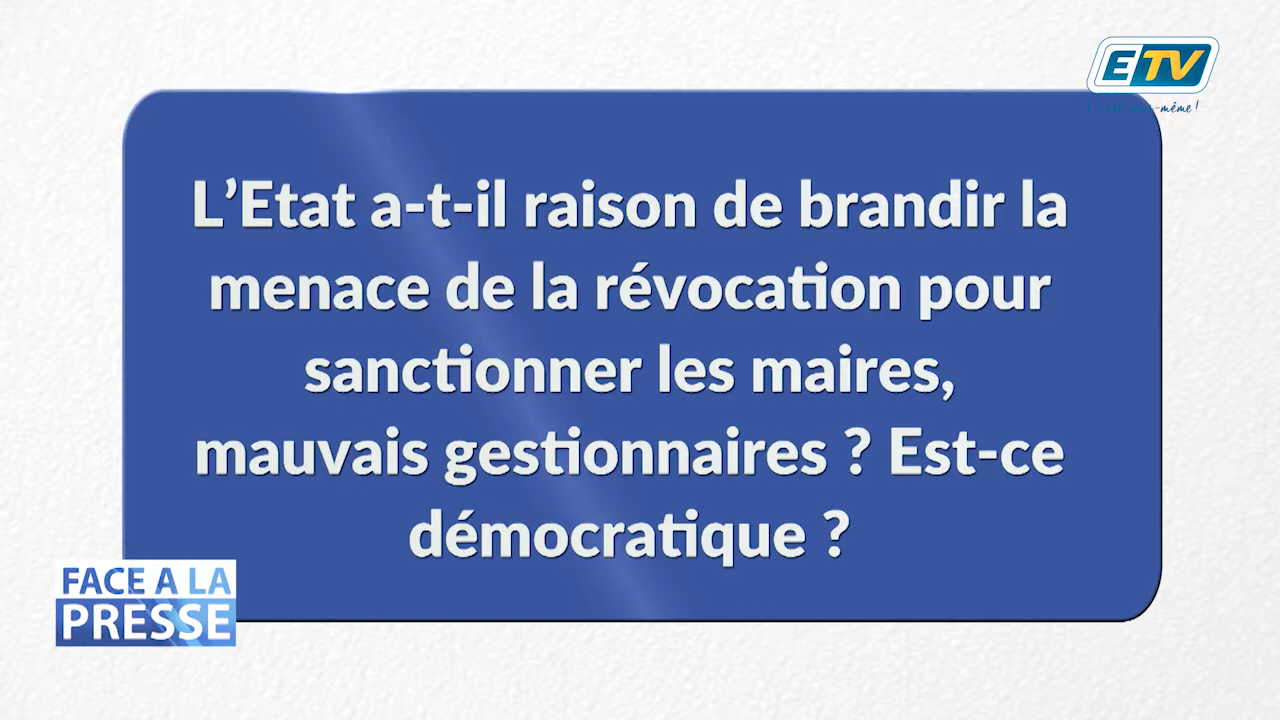 ETV
-même !
L’Etat a-t-il raison de brandir la
menace de la révocation pour
sanctionner les maires,
mauvais gestionnaires ? Est-ce
démocratique ?
FACE A LA
PRESSE